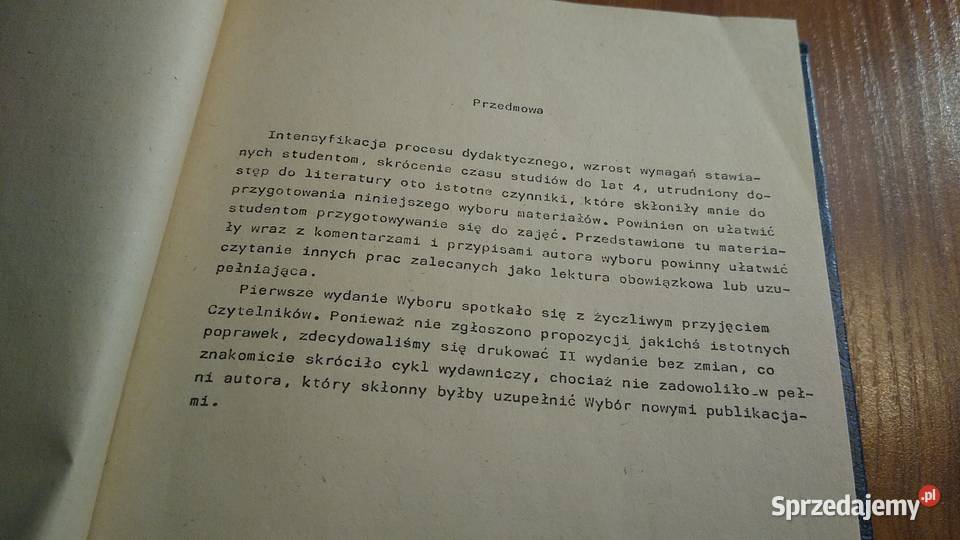 Przedmowa
Intensyfikacja procesu dydaktycznego, wzrost wymagań stawia-
nych studentom, skrócenie czasu studiów do lat 4, utrudniony do-
stęp do literatury oto istotne czynniki, które skłoniły mnie do
przygotowania niniejszego wyboru materiałów. Powinien on ułatwić
studentom przygotowywanie się do zajęć. Przedstawione tu materia-
ły wraz z komentarzami i przypisami autora wyboru powinny ułatwić
czytanie innych prac zalecanych jako lektura obowiązkowa lub uzu-
pełniająca.
Pierwsze wydanie Wyboru spotkało się z życzliwym przyjęciem
Czytelników. Ponieważ nie zgłoszono propozycji jakichś istotnych
poprawek, zdecydowaliśmy się drukować II wydanie bez zmian, co
znakomicie skróciło cykl wydawniczy, chociaż nie zadowoliło w peł-
ni autora, który skłonny byłby uzupełnić Wybór nowymi publikacja-
mi.
Sprzedajemy.pl